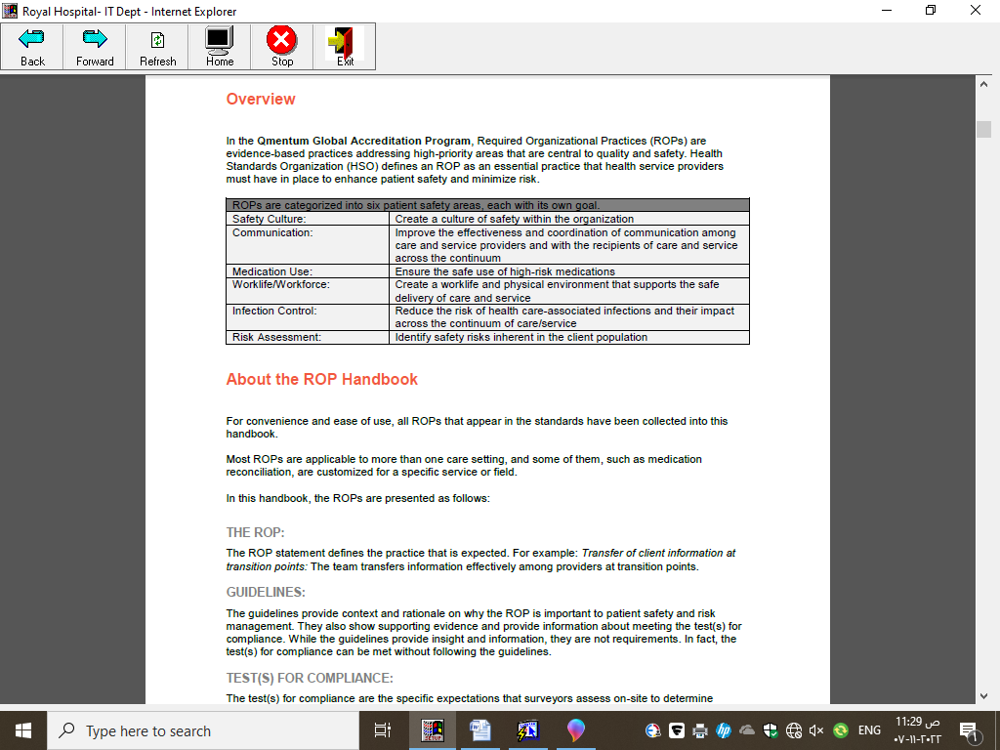 Royal Hospital- IT Dept - Internet Explorer
Back Forward Refresh Home Stop Exit
Overview
In the Qmentum Global Accreditation Program, Required Organizational Practices (ROPs) are
evidence-based practices addressing high-priority areas that are central to quality and safety. Health
Standards Organization (HSO) defines an ROP as an essential practice that health service providers
must have in place to enhance patient safety and minimize risk.
ROPs are categorized into six patient safety areas, each with its own goal.
Safety Culture: Create a culture of safety within the organization
Communication: Improve the effectiveness and coordination of communication among
care and service providers and with the recipients of care and service
across the continuum
Medication Use: Ensure the safe use of high-risk medications
Worklife/Workforce: Create a worklife and physical environment that supports the safe
delivery of care and service
Infection Control: Reduce the risk of health care-associated infections and their impact
across the continuum of care/service
Risk Assessment: Identify safety risks inherent in the client population
About the ROP Handbook
For convenience and ease of use, all ROPs that appear in the standards have been collected into this
handbook.
Most ROPs are applicable to more than one care setting, and some of them, such as medication
reconciliation, are customized for a specific service or field.
In this handbook, the ROPs are presented as follows:
THE ROP:
The ROP statement defines the practice that is expected. For example: Transfer of client information at
transition points: The team transfers information effectively among providers at transition points.
GUIDELINES:
The guidelines provide context and rationale on why the ROP is important to patient safety and risk
management. They also show supporting evidence and provide information about meeting the test(s) for
compliance. While the guidelines provide insight and information, they are not requirements. In fact, the
test(s) for compliance can be met without following the guidelines.
TEST(S) FOR COMPLIANCE:
The test(s) for compliance are the specific expectations that surveyors assess on-site to determine
Type here to search
ENG
11:29 ص
٠٧-١١-٢٠٢٢
1